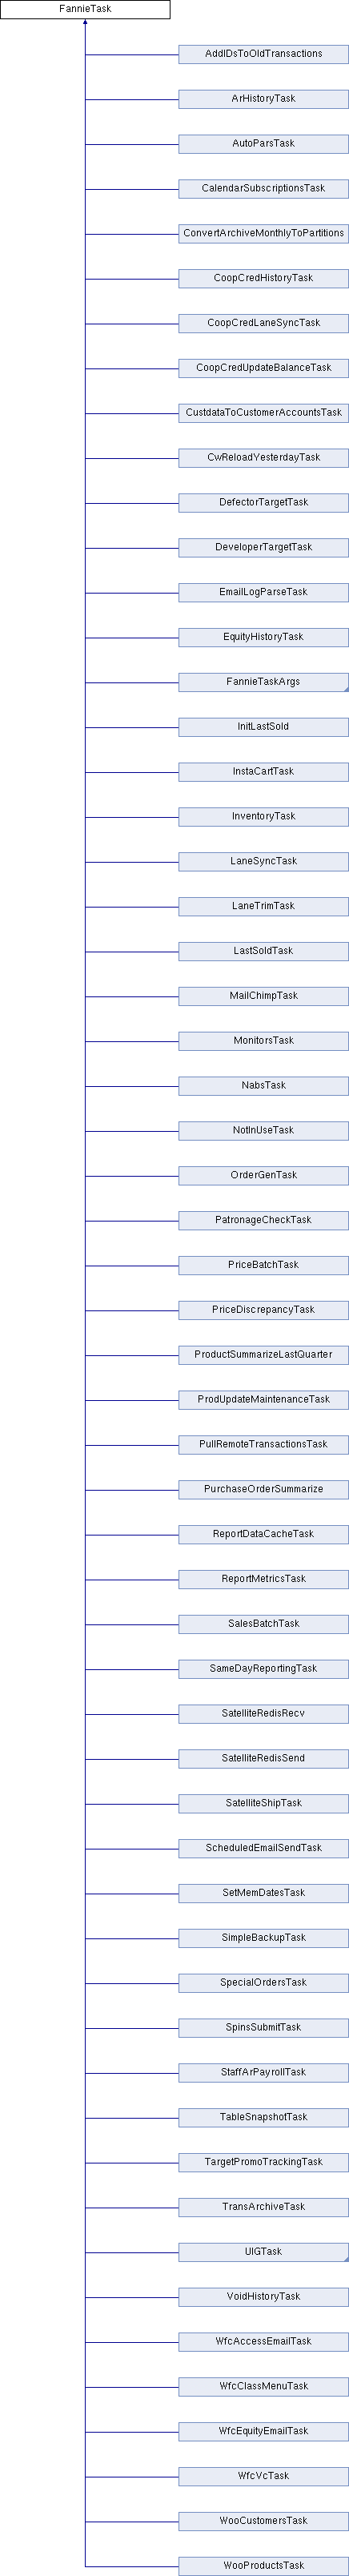 FannieTask
AddIDsToOldTransactions
ArHistoryTask
AutoParsTask
CalendarSubscriptionsTask
ConvertArchiveMonthlyToPartitions
CoopCredHistoryTask
CoopCredLaneSyncTask
CoopCredUpdateBalanceTask
CustdataToCustomerAccountsTask
CwReloadYesterdayTask
DefectorTargetTask
DeveloperTargetTask
EmailLogParseTask
EquityHistoryTask
FannieTaskArgs
InitLastSold
InstaCartTask
InventoryTask
LaneSyncTask
LaneTrimTask
LastSoldTask
MailChimpTask
MonitorsTask
NabsTask
NotInUseTask
OrderGenTask
PatronageCheckTask
PriceBatchTask
PriceDiscrepancyTask
ProductSummarizeLastQuarter
ProdUpdateMaintenanceTask
PullRemoteTransactionsTask
PurchaseOrderSummarize
ReportDataCacheTask
ReportMetricsTask
SalesBatchTask
SameDayReportingTask
SatelliteRedisRecv
SatelliteRedisSend
SatelliteShipTask
ScheduledEmailSendTask
SetMemDatesTask
SimpleBackupTask
SpecialOrdersTask
SpinsSubmitTask
StaffArPayrollTask
TableSnapshotTask
TargetPromoTrackingTask
TransArchiveTask
UIGTask
VoidHistoryTask
WfcAccessEmailTask
WfcClassMenuTask
WfcEquityEmailTask
WfcVcTask
WooCustomersTask
WooProductsTask